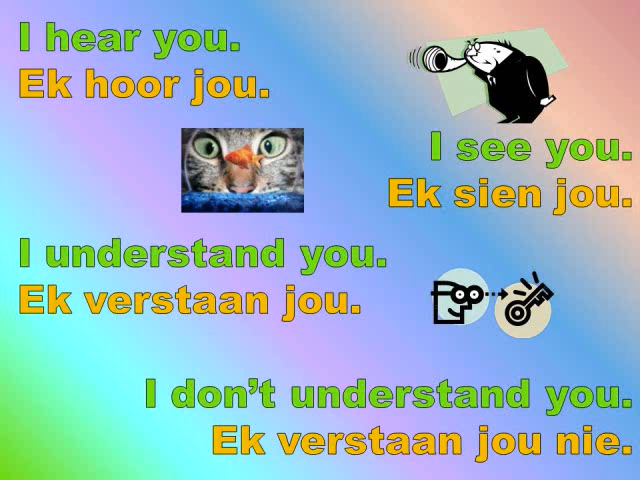 I hear you.
Ek hoor jou.
I see you.
Ek sien jou.
I understand you.
Ek verstaan jou.
I don’t understand you.
Ek verstaan jou nie.